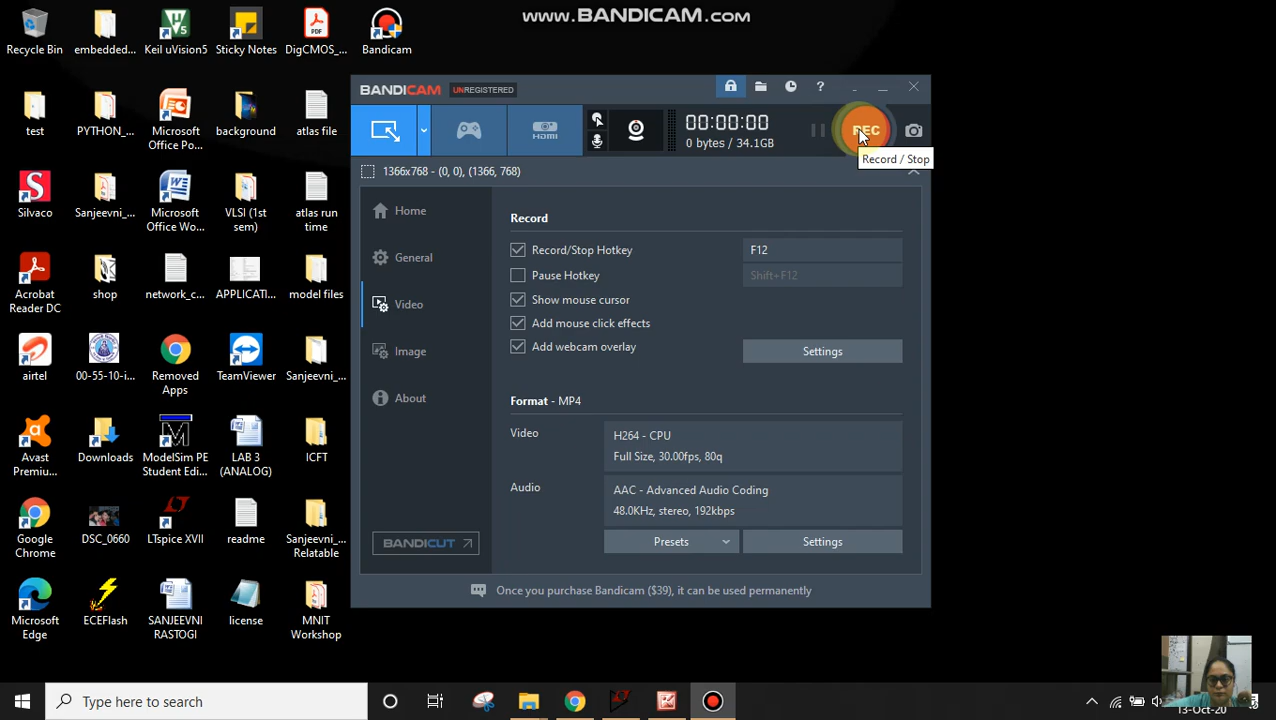 www.BANDICAM.com
Recycle Bin
embedded...
Keil uVision5
Sticky Notes
DigCMOS_...
Bandicam
test
PYTHON_...
Microsoft
Office Po...
background
atlas file
Silvaco
Sanjeevni_...
Microsoft
Office Wo...
VLSI (1st
sem)
atlas run
time
Acrobat
Reader DC
shop
network_c...
APPLICATI...
model files
airtel
00-55-10-i...
Removed
Apps
TeamViewer
Sanjeevni_...
Avast
Premiu...
Downloads
ModelSim PE
Student Edi...
LAB 3
(ANALOG)
ICFT
Google
Chrome
DSC_0660
LTspice XVII
readme
Sanjeevni_
Relatable
Microsoft
Edge
ECEFlash
SANJEEVNI
RASTOGI
license
MNIT
Workshop
BANDICAM UNREGISTERED
?
HDMI
00:00:00
0 bytes / 34.1GB
REC
Record / Stop
1366x768 - (0, 0), (1366, 768)
Home
General
Video
Image
About
BANDICUT
Record
Record/Stop Hotkey F12
Pause Hotkey Shift+F12
Show mouse cursor
Add mouse click effects
Add webcam overlay Settings
Format - MP4
Video H264 - CPU
Full Size, 30.00fps, 80q
Audio AAC - Advanced Audio Coding
48.0KHz, stereo, 192kbps
Presets Settings
Once you purchase Bandicam ($39), it can be used permanently
Type here to search
13-Oct-20